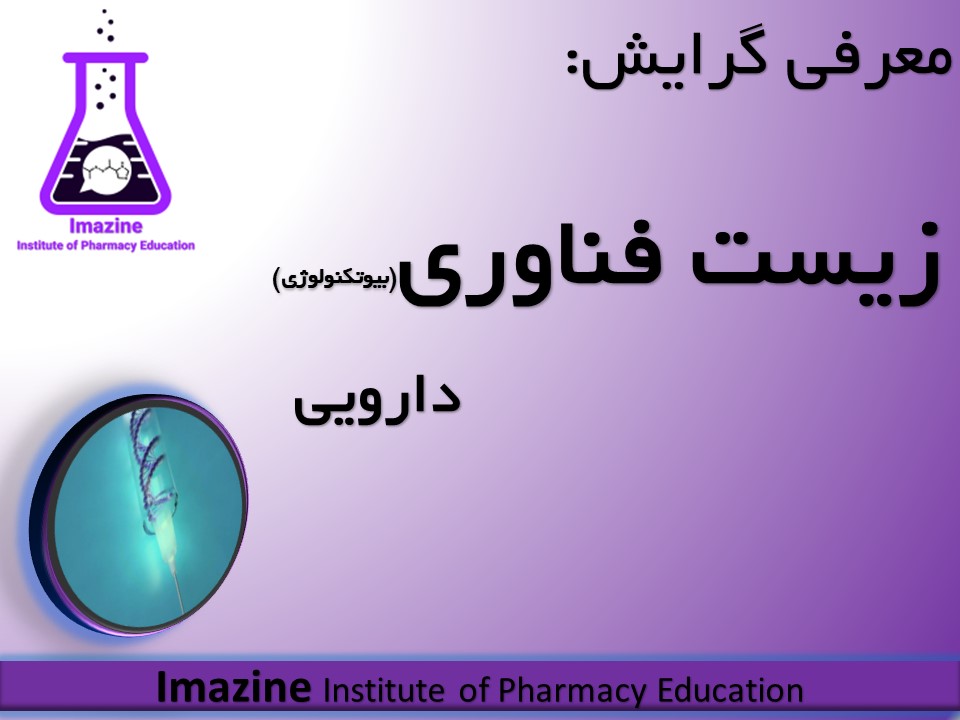 معرفی گرایش:
Imazine
Institute of Pharmacy Education
زیست فناوری(بیوتکنولوژی)
دارویی
Imazine Institute of Pharmacy Education